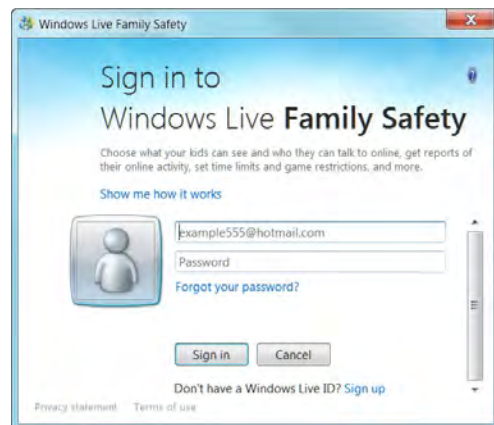 Windows Live Family Safety
Sign in to
Windows Live Family Safety
Choose what your kids can see and who they can talk to online, get reports of
their online activity, set time limits and game restrictions, and more.
Show me how it works
example555@hotmail.com
Password
Forgot your password?
Sign in Cancel
Don't have a Windows Live ID? Sign up
Privacy statement Terms of use